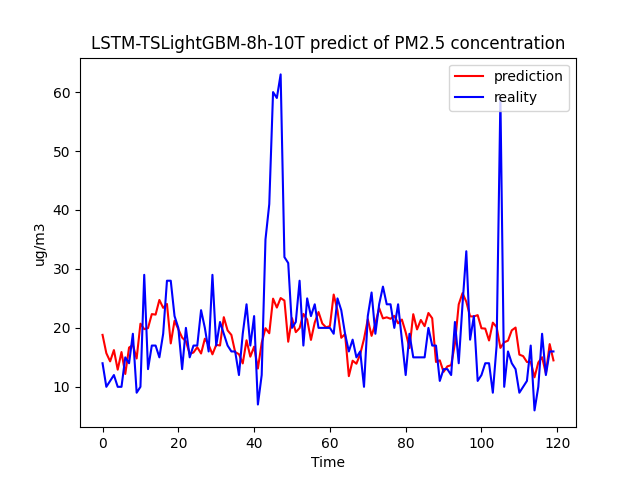 LSTM-TSLightGBM-8h-10T predict of PM2.5 concentration
prediction
reality
60
50
40
30
20
10
ug/m3
0 20 40 60 80 100 120
Time